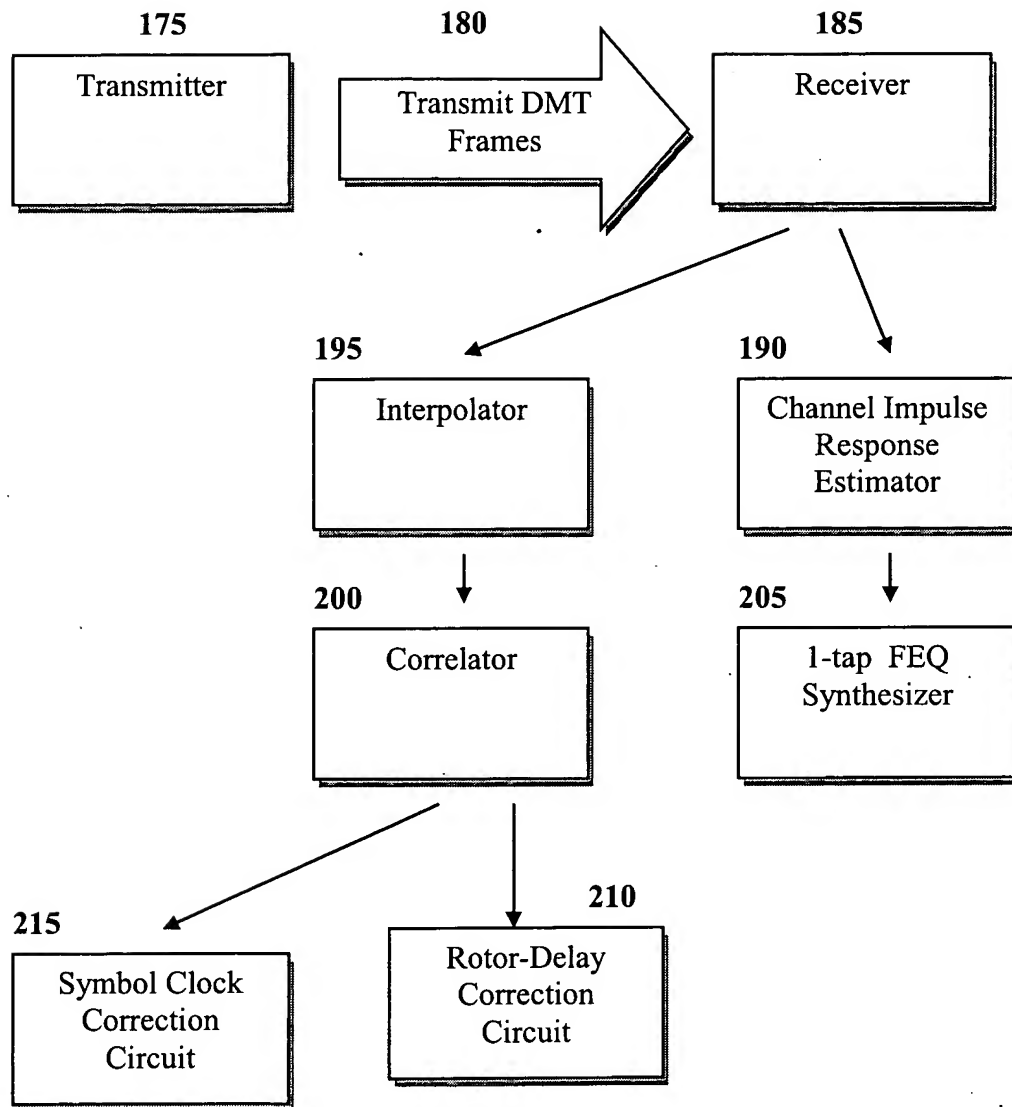 175
180
185
Transmitter
Transmit DMT
Frames
Receiver
195
190
Interpolator
Channel Impulse
Response
Estimator
200
205
Correlator
1-tap FEQ
Synthesizer
215
210
Symbol Clock
Correction
Circuit
Rotor-Delay
Correction
Circuit